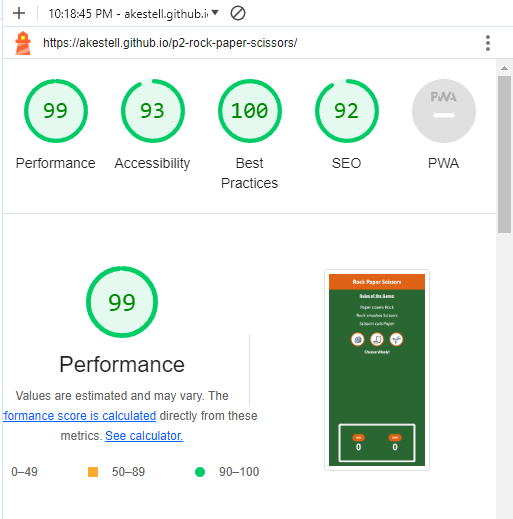 10:18:45 PM - akestell.github.i
https://akestell.github.io/p2-rock-paper-scissors/
99
93
100
92
PWA
Performance
Accessibility
Best
Practices
SEO
PWA
99
Performance
Values are estimated and may vary. The
formance score is calculated directly from these
metrics. See calculator.
0–49
50–89
90–100
Rock Paper Scissors
Rules of the Game:
Paper covers Rock
Rock smashes Scissors
Scissors cuts Paper
Choose Wisely!
0
0